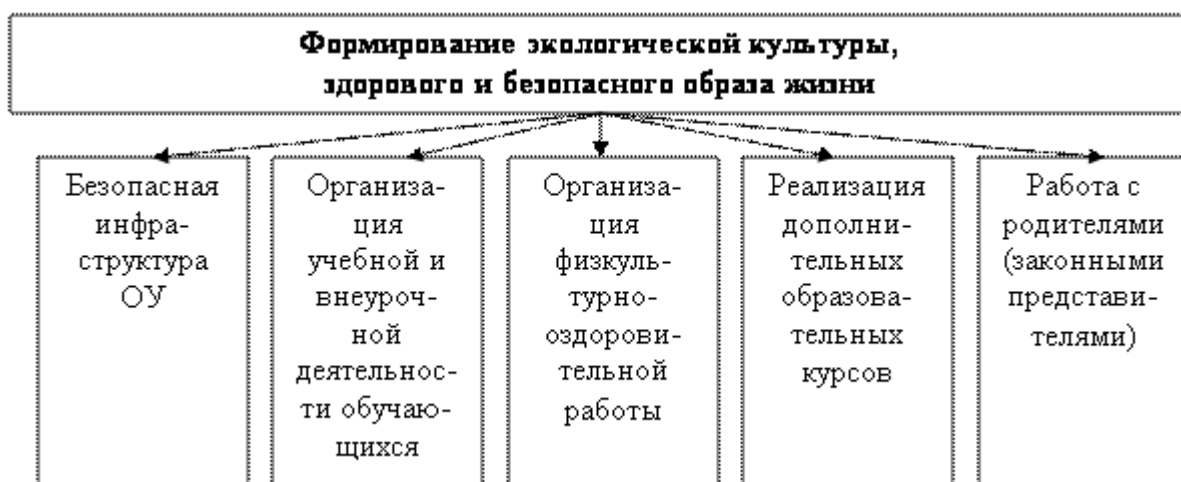 Формирование экологической культуры,
здорового и безопасного образа жизни
Безопасная
инфра-
структура
ОУ
Организа-
ция
учебной и
внеуроч-
ной
деятельнос-
ти обучаю-
щихся
Организа-
ция
физкуль-
турно-
оздорови-
тельной
работы
Реализация
дополни-
тельных
образова-
тельных
курсов
Работа с
родителями
(законными
представи-
телями)